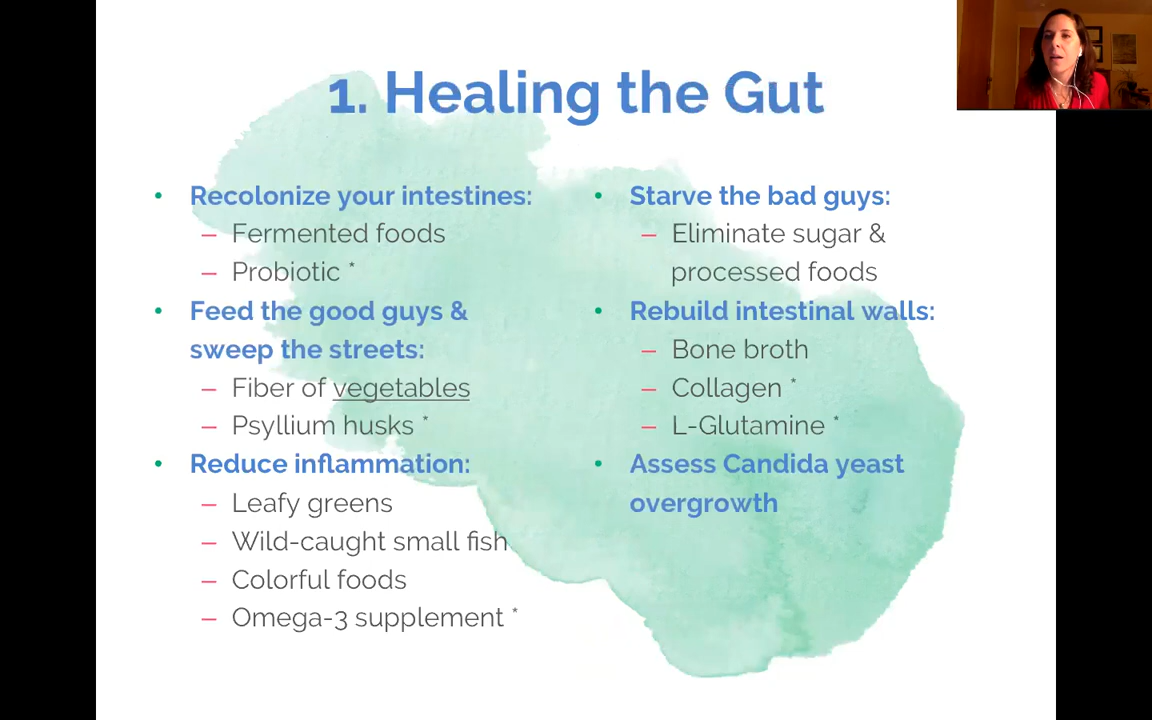 1. Healing the Gut
• Recolonize your intestines:
– Fermented foods
– Probiotic *
• Feed the good guys &
sweep the streets:
– Fiber of vegetables
– Psyllium husks *
• Reduce inflammation:
– Leafy greens
– Wild-caught small fish
– Colorful foods
– Omega-3 supplement *
• Starve the bad guys:
– Eliminate sugar &
processed foods
• Rebuild intestinal walls:
– Bone broth
– Collagen *
– L-Glutamine *
• Assess Candida yeast
overgrowth